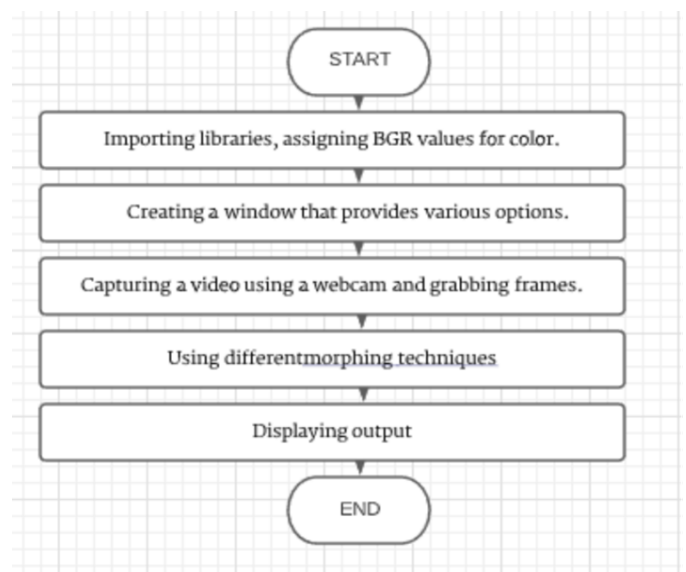 START
Importing libraries, assigning BGR values for color.
Creating a window that provides various options.
Capturing a video using a webcam and grabbing frames.
Using differentmorphing techniques
Displaying output
END